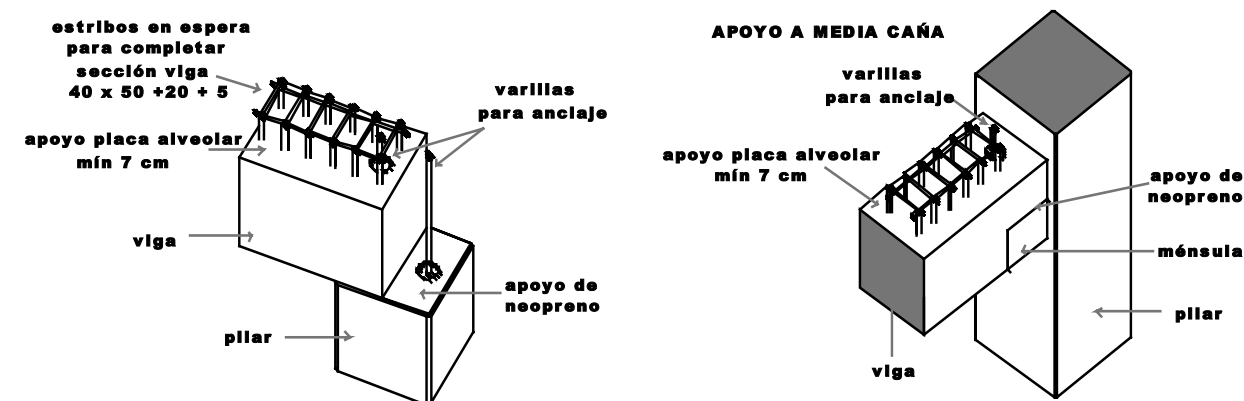 estribos en espera
para completar
sección viga
40 x 50 +20 + 5
varillas
para anclaje
apoyo placa alveolar
mín 7 cm
viga
apoyo de
neopreno
pilar
APOYO A MEDIA CAÑA
varillas
para anclaje
apoyo placa alveolar
mín 7 cm
apoyo de
neopreno
ménsula
pilar
viga